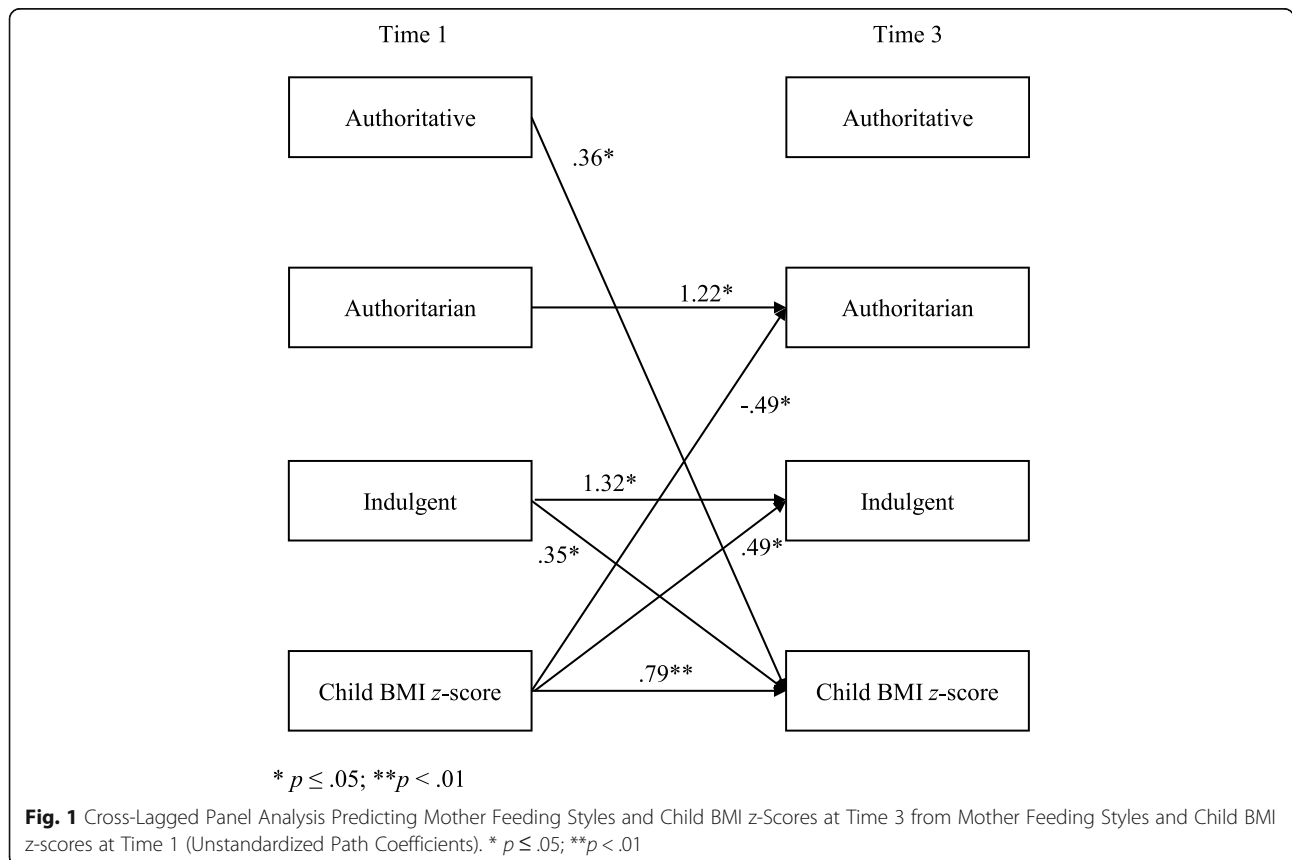 Time 1 Time 3
Authoritative Authoritative
.36*
Authoritarian 1.22* Authoritarian
-.49*
Indulgent 1.32* Indulgent
.35* .49*
Child BMI z-score .79** Child BMI z-score
* p ≤ .05; **p < .01
Fig. 1 Cross-Lagged Panel Analysis Predicting Mother Feeding Styles and Child BMI z-Scores at Time 3 from Mother Feeding Styles and Child BMI
z-scores at Time 1 (Unstandardized Path Coefficients). * p ≤ .05; **p < .01